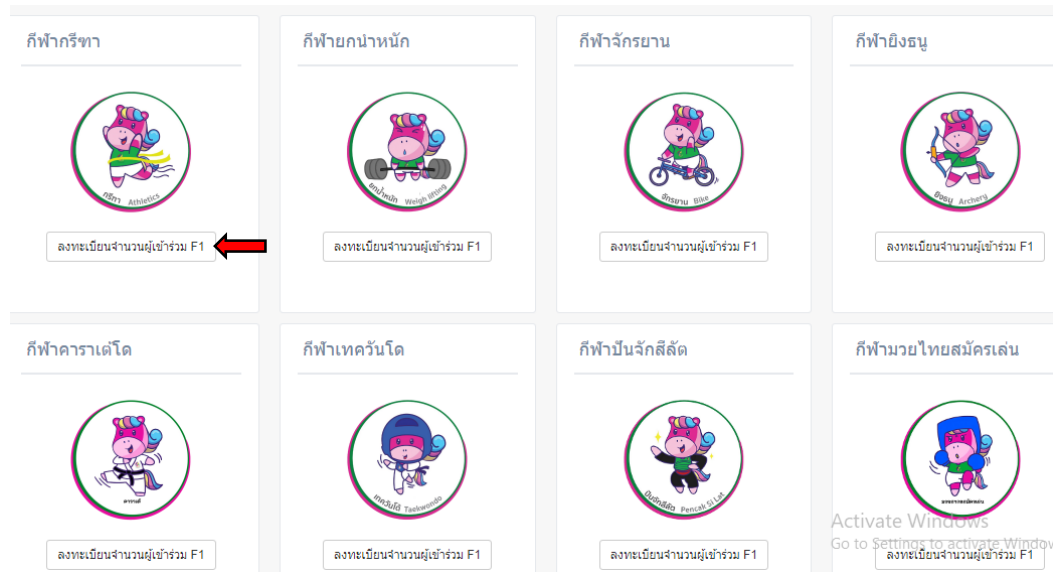 กีฬากรีฑา
กีฬายกน้ำหนัก
กีฬาจักรยาน
กีฬายิงธนู
กรีฑา Athletics
ยกน้ำหนัก Weigh lifting
จักรยาน Bike
ยิงธนู Archery
ลงทะเบียนจำนวนผู้เข้าร่วม F1
ลงทะเบียนจำนวนผู้เข้าร่วม F1
ลงทะเบียนจำนวนผู้เข้าร่วม F1
ลงทะเบียนจำนวนผู้เข้าร่วม F1
กีฬาคาราเต้โด
กีฬาเทควันโด
กีฬาปันจักสีลัต
กีฬามวยไทยสมัครเล่น
เทควันโด้ Taekwondo
ปันจักสีลัต Pencak Si Lat
Activate Windows
Go to Settings to activate Window
ลงทะเบียนจำนวนผู้เข้าร่วม F1
ลงทะเบียนจำนวนผู้เข้าร่วม F1
ลงทะเบียนจำนวนผู้เข้าร่วม F1
ลงทะเบียนจำนวนผู้เข้าร่วม F1